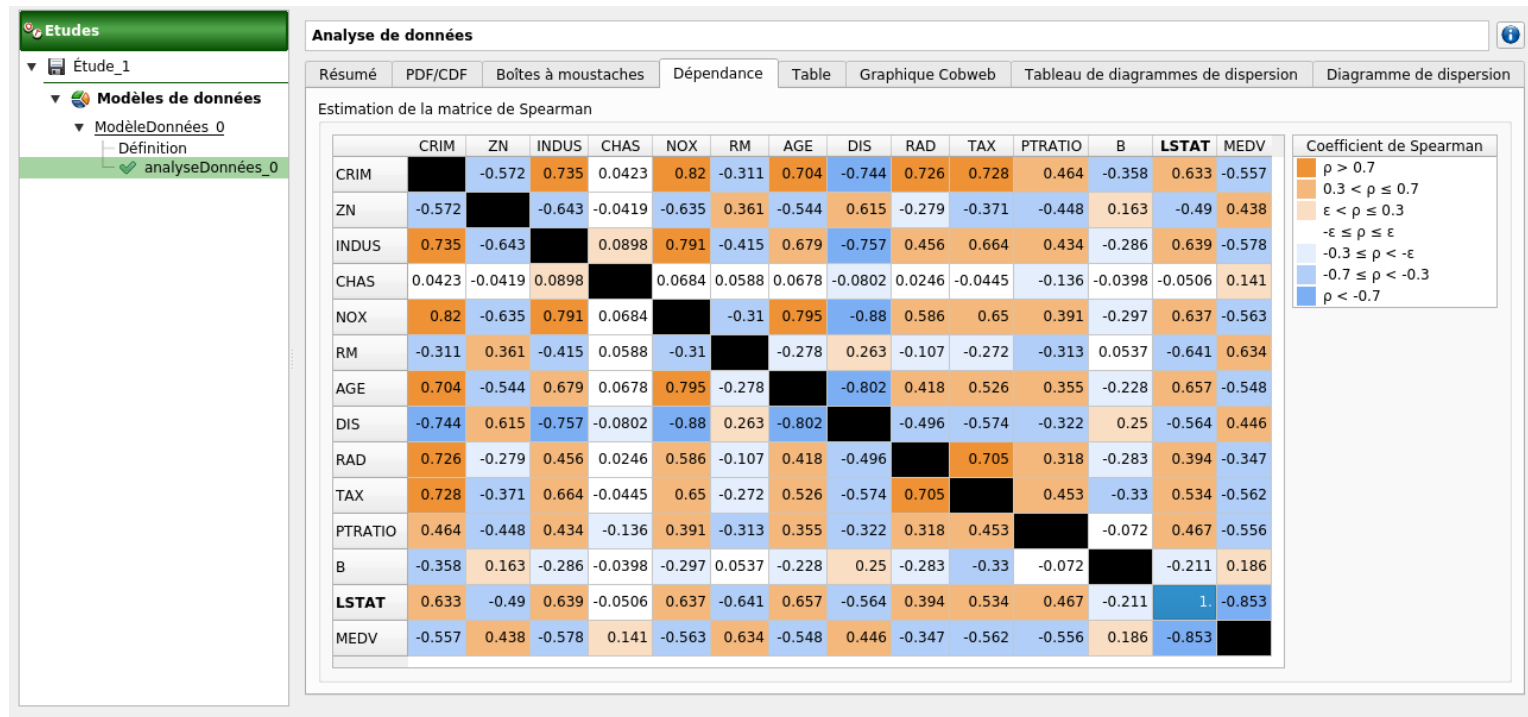 Etudes
Étude_1
Modèles de données
ModèleDonnées_0
Définition
analyseDonnées_0
Analyse de données
Résumé PDF/CDF Boîtes à moustaches Dépendance Table Graphique Cobweb Tableau de diagrammes de dispersion Diagramme de dispersion
Estimation de la matrice de Spearman
CRIM ZN INDUS CHAS NOX RM AGE DIS RAD TAX PTRATIO B LSTAT MEDV
CRIM -0.572 0.735 0.0423 0.82 -0.311 0.704 -0.744 0.726 0.728 0.464 -0.358 0.633 -0.557
ZN -0.572 -0.643 -0.0419 -0.635 0.361 -0.544 0.615 -0.279 -0.371 -0.448 0.163 -0.49 0.438
INDUS 0.735 -0.643 0.0898 0.791 -0.415 0.679 -0.757 0.456 0.664 0.434 -0.286 0.639 -0.578
CHAS 0.0423 -0.0419 0.0898 0.0684 0.0588 0.0678 -0.0802 0.0246 -0.0445 -0.136 -0.0398 -0.0506 0.141
NOX 0.82 -0.635 0.791 0.0684 -0.31 0.795 -0.88 0.586 0.65 0.391 -0.297 0.637 -0.563
RM -0.311 0.361 -0.415 0.0588 -0.31 -0.278 0.263 -0.107 -0.272 -0.313 0.0537 -0.641 0.634
AGE 0.704 -0.544 0.679 0.0678 0.795 -0.278 -0.802 0.418 0.526 0.355 -0.228 0.657 -0.548
DIS -0.744 0.615 -0.757 -0.0802 -0.88 0.263 -0.802 -0.496 -0.574 -0.322 0.25 -0.564 0.446
RAD 0.726 -0.279 0.456 0.0246 0.586 -0.107 0.418 -0.496 0.705 0.318 -0.283 0.394 -0.347
TAX 0.728 -0.371 0.664 -0.0445 0.65 -0.272 0.526 -0.574 0.705 0.453 -0.33 0.534 -0.562
PTRATIO 0.464 -0.448 0.434 -0.136 0.391 -0.313 0.355 -0.322 0.318 0.453 -0.072 0.467 -0.556
B -0.358 0.163 -0.286 -0.0398 -0.297 0.0537 -0.228 0.25 -0.283 -0.33 -0.072 -0.211 0.186
LSTAT 0.633 -0.49 0.639 -0.0506 0.637 -0.641 0.657 -0.564 0.394 0.534 0.467 -0.211 1. -0.853
MEDV -0.557 0.438 -0.578 0.141 -0.563 0.634 -0.548 0.446 -0.347 -0.562 -0.556 0.186 -0.853
Coefficient de Spearman
ρ > 0.7
0.3 < ρ ≤ 0.7
ε < ρ ≤ 0.3
-ε ≤ ρ ≤ ε
-0.3 ≤ ρ < -ε
-0.7 ≤ ρ < -0.3
ρ < -0.7